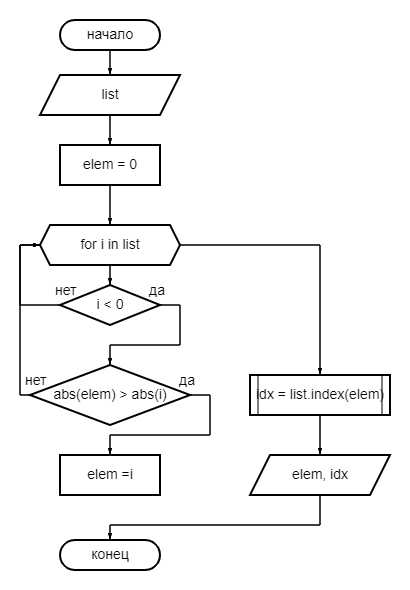 начало
list
elem = 0
for i in list
нет
да
i < 0
нет
да
abs(elem) > abs(i)
idx = list.index(elem)
elem =i
elem, idx
конец